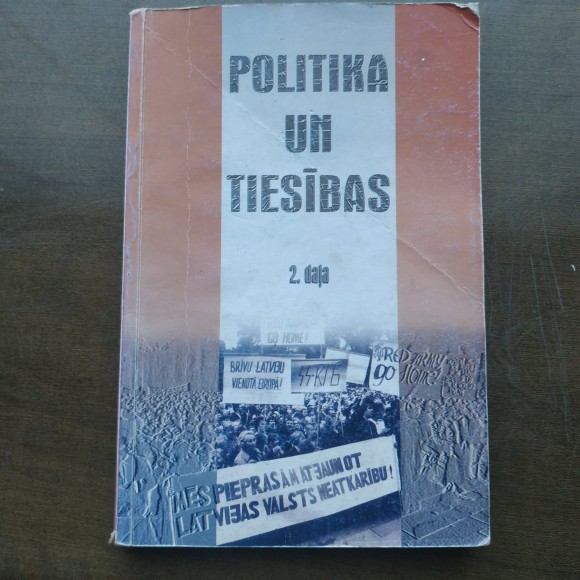 POLITIKA
UN
TIESĪBAS
2. daļa
GO HOME!
BRĪVU LATVIJU
VIENOTĀ EIROPĀ!
RED ARMY
go Home
MĒS PIEPRASĀM ATJAUNOT
LATVIJAS VALSTS NEATKARĪBU!